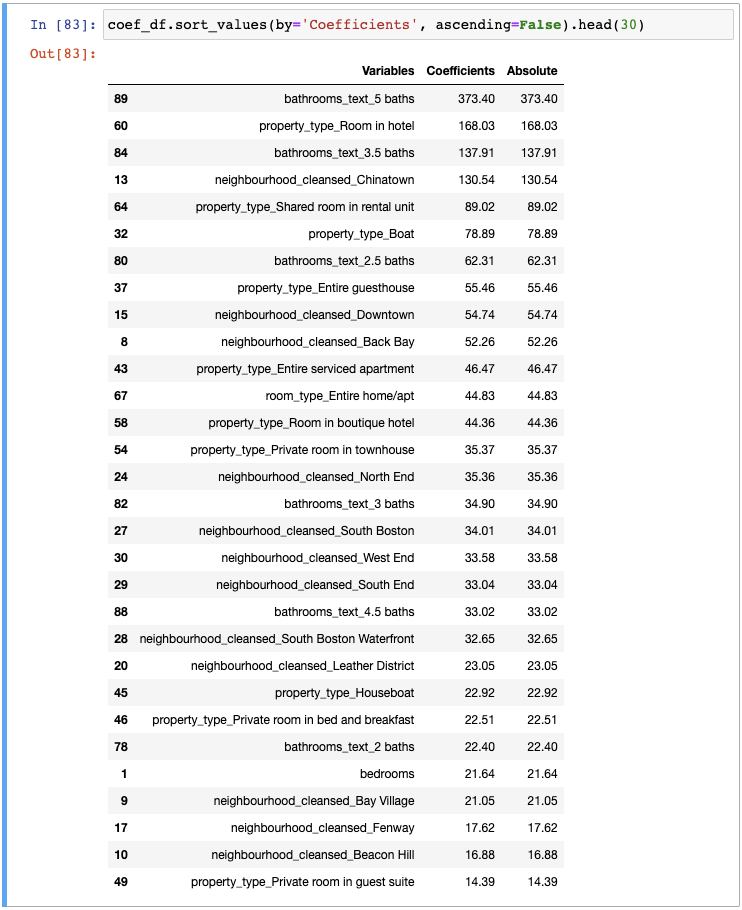 In [83]: coef_df.sort_values(by='Coefficients', ascending=False).head(30)
Out[83]:
Variables Coefficients Absolute
89 bathrooms_text_5 baths 373.40 373.40
60 property_type_Room in hotel 168.03 168.03
84 bathrooms_text_3.5 baths 137.91 137.91
13 neighbourhood_cleansed_Chinatown 130.54 130.54
64 property_type_Shared room in rental unit 89.02 89.02
32 property_type_Boat 78.89 78.89
80 bathrooms_text_2.5 baths 62.31 62.31
37 property_type_Entire guesthouse 55.46 55.46
15 neighbourhood_cleansed_Downtown 54.74 54.74
8 neighbourhood_cleansed_Back Bay 52.26 52.26
43 property_type_Entire serviced apartment 46.47 46.47
67 room_type_Entire home/apt 44.83 44.83
58 property_type_Room in boutique hotel 44.36 44.36
54 property_type_Private room in townhouse 35.37 35.37
24 neighbourhood_cleansed_North End 35.36 35.36
82 bathrooms_text_3 baths 34.90 34.90
27 neighbourhood_cleansed_South Boston 34.01 34.01
30 neighbourhood_cleansed_West End 33.58 33.58
29 neighbourhood_cleansed_South End 33.04 33.04
88 bathrooms_text_4.5 baths 33.02 33.02
28 neighbourhood_cleansed_South Boston Waterfront 32.65 32.65
20 neighbourhood_cleansed_Leather District 23.05 23.05
45 property_type_Houseboat 22.92 22.92
46 property_type_Private room in bed and breakfast 22.51 22.51
78 bathrooms_text_2 baths 22.40 22.40
1 bedrooms 21.64 21.64
9 neighbourhood_cleansed_Bay Village 21.05 21.05
17 neighbourhood_cleansed_Fenway 17.62 17.62
10 neighbourhood_cleansed_Beacon Hill 16.88 16.88
49 property_type_Private room in guest suite 14.39 14.39